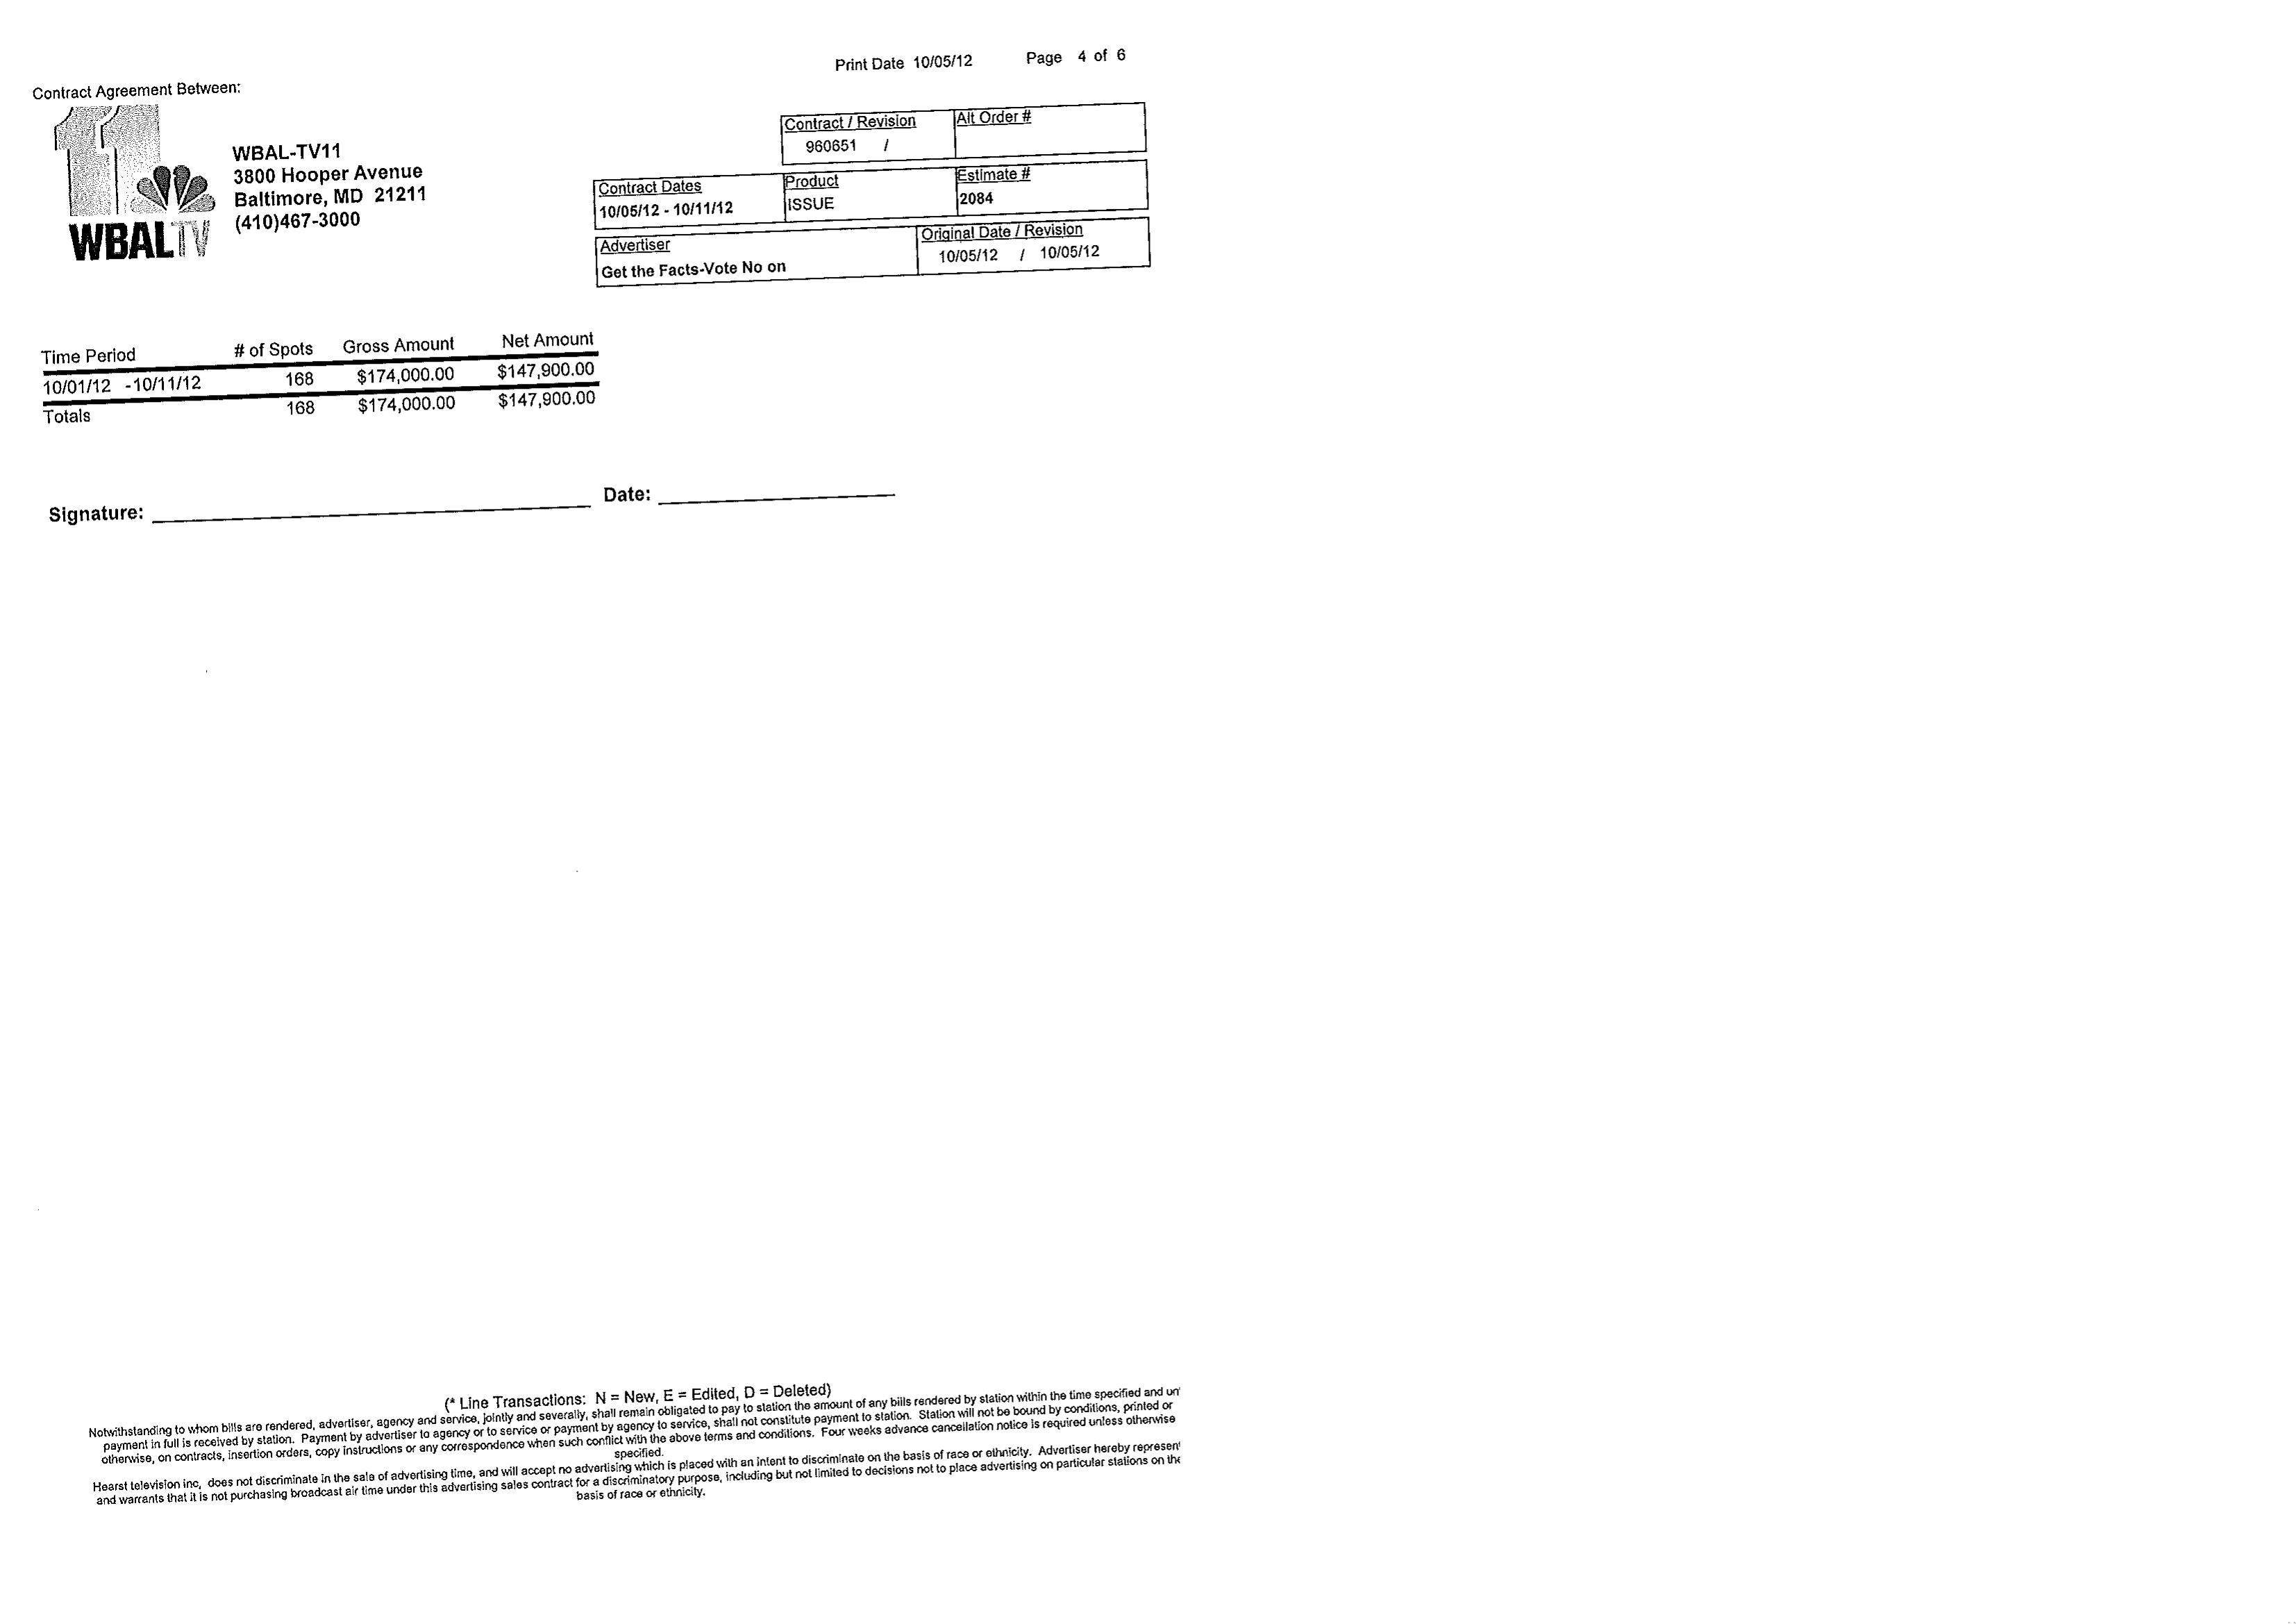 Print Date 10/05/12 Page 4 of 6
Contract Agreement Between:
11
WBALTV
WBAL-TV11
3800 Hooper Avenue
Baltimore, MD 21211
(410)467-3000
Contract / Revision Alt Order #
960651 /
Contract Dates Product Estimate #
10/05/12 - 10/11/12 ISSUE 2084
Advertiser Original Date / Revision
Get the Facts-Vote No on 10/05/12 / 10/05/12
Time Period # of Spots Gross Amount Net Amount
10/01/12 -10/11/12 168 $174,000.00 $147,900.00
Totals 168 $174,000.00 $147,900.00
Signature: Date:
(* Line Transactions: N = New, E = Edited, D = Deleted)
Notwithstanding to whom bills are rendered, advertiser, agency and service, jointly and severally, shall remain obligated to pay to station the amount of any bills rendered by station within the time specified and un
payment in full is received by station. Payment by advertiser to agency or to service or payment by agency to service, shall not constitute payment to station. Station will not be bound by conditions, printed or
otherwise, on contracts, insertion orders, copy instructions or any correspondence when such conflict with the above terms and conditions. Four weeks advance cancellation notice is required unless otherwise
specified.
Hearst television inc, does not discriminate in the sale of advertising time, and will accept no advertising which is placed with an intent to discriminate on the basis of race or ethnicity. Advertiser hereby represen
and warrants that it is not purchasing broadcast air time under this advertising sales contract for a discriminatory purpose, including but not limited to decisions not to place advertising on particular stations on the
basis of race or ethnicity.